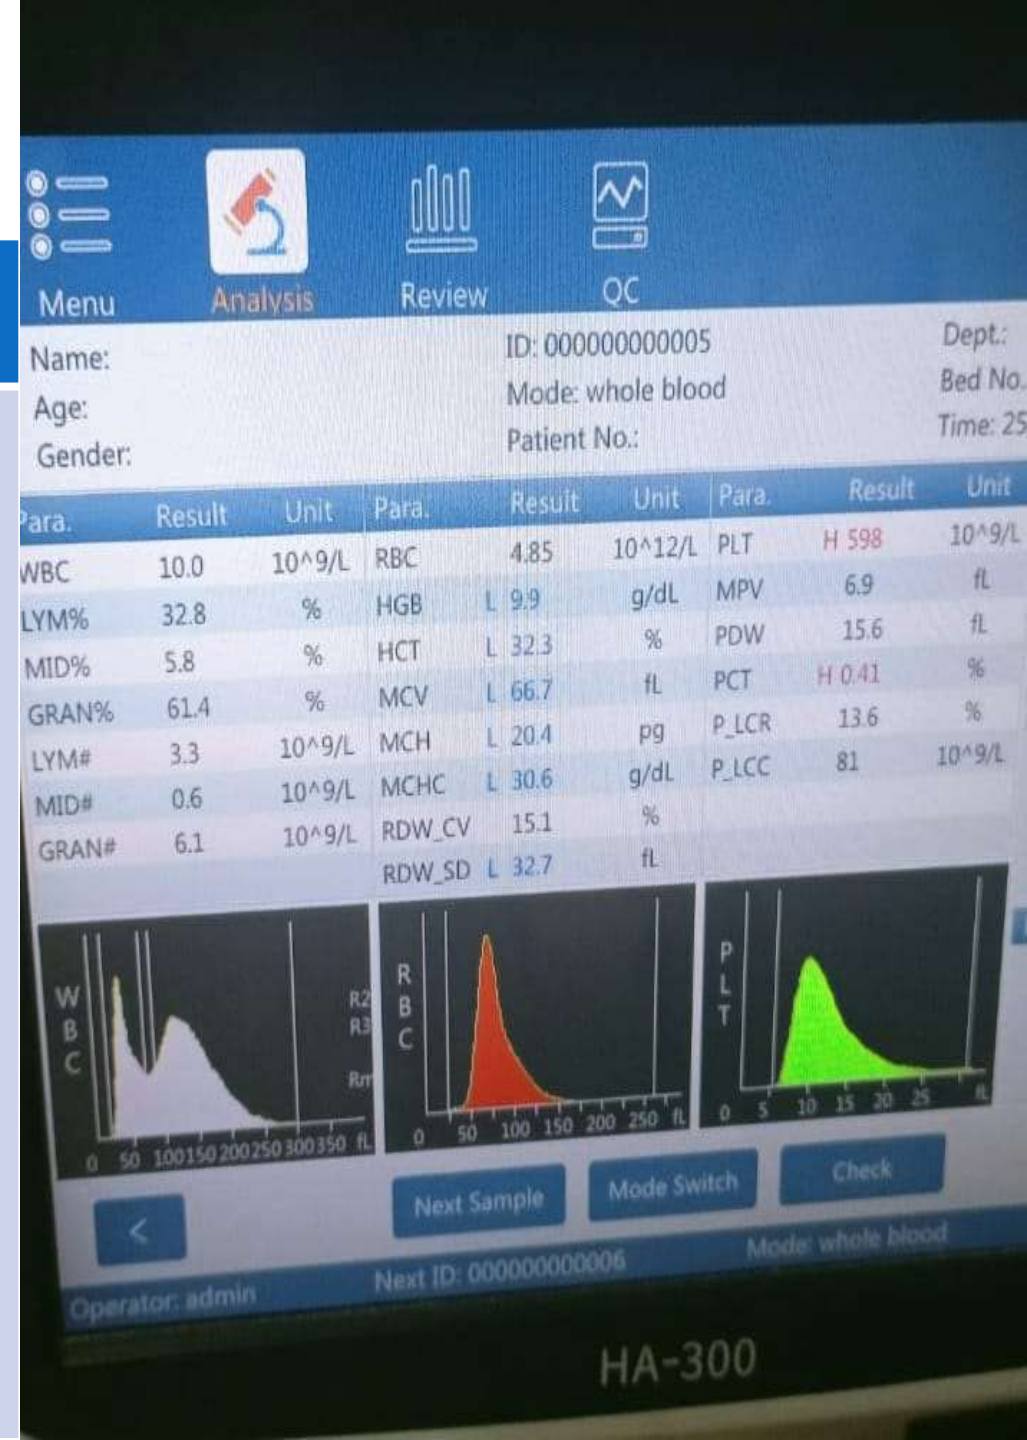 Menu Analysis Review QC
Name: ID: 000000000005 Dept.:
Age: Mode: whole blood Bed No.
Gender: Patient No.: Time: 25
Para. Result Unit Para. Result Unit Para. Result Unit
WBC 10.0 10^9/L RBC 4.85 10^12/L PLT H 598 10^9/L
LYM% 32.8 % HGB L 9.9 g/dL MPV 6.9 fL
MID% 5.8 % HCT L 32.3 % PDW 15.6 fL
GRAN% 61.4 % MCV L 66.7 fL PCT H 0.41 %
LYM# 3.3 10^9/L MCH L 20.4 pg P_LCR 13.6 %
MID# 0.6 10^9/L MCHC L 30.6 g/dL P_LCC 81 10^9/L
GRAN# 6.1 10^9/L RDW_CV 15.1 %
RDW_SD L 32.7 fL
WBC
R2
R3
Rm
0 50 100 150 200 250 300 350 fL
RBC
0 50 100 150 200 250 fL
PLT
0 5 10 15 20 25 fL
< Next Sample Mode Switch Check
Operator: admin Next ID: 000000000006 Mode: whole blood
HA-300